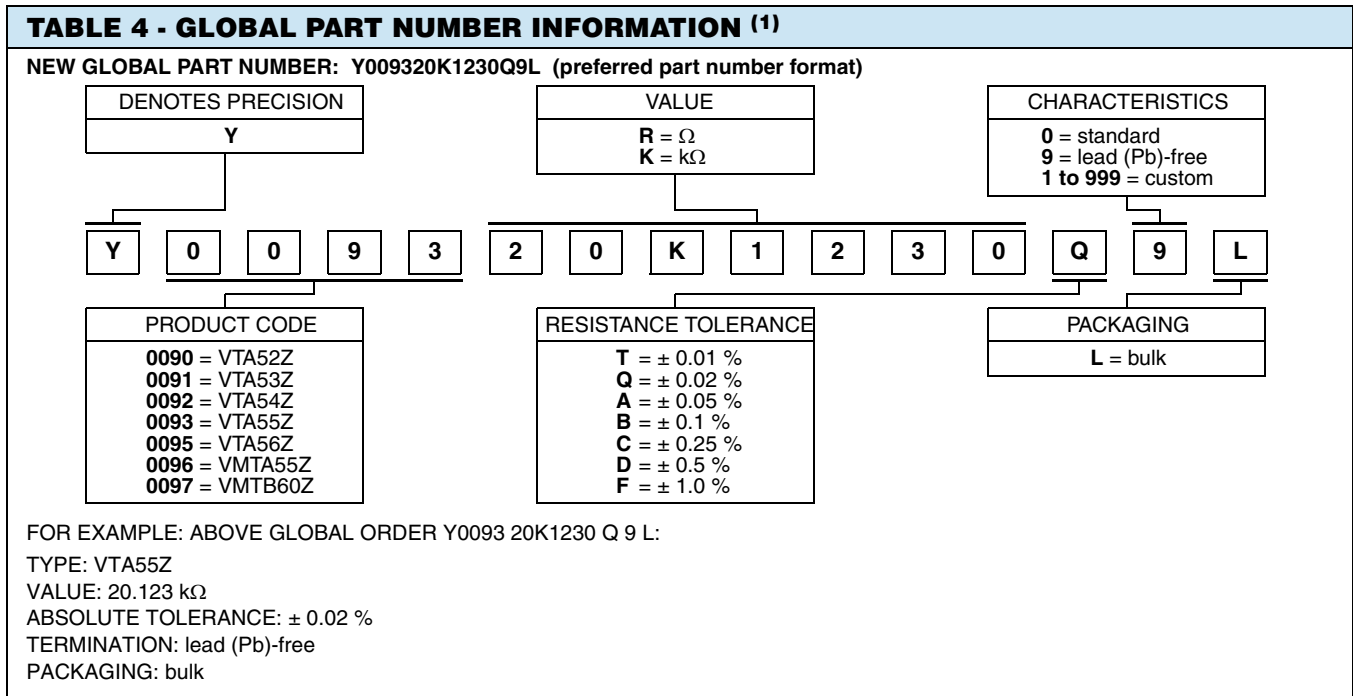 TABLE 4 - GLOBAL PART NUMBER INFORMATION (1)
NEW GLOBAL PART NUMBER: Y009320K1230Q9L (preferred part number format)
DENOTES PRECISION
Y
VALUE
R = Ω
K = kΩ
CHARACTERISTICS
0 = standard
9 = lead (Pb)-free
1 to 999 = custom
Y 0 0 9 3 2 0 K 1 2 3 0 Q 9 L
PRODUCT CODE
0090 = VTA52Z
0091 = VTA53Z
0092 = VTA54Z
0093 = VTA55Z
0095 = VTA56Z
0096 = VMTA55Z
0097 = VMTB60Z
RESISTANCE TOLERANCE
T = ± 0.01 %
Q = ± 0.02 %
A = ± 0.05 %
B = ± 0.1 %
C = ± 0.25 %
D = ± 0.5 %
F = ± 1.0 %
PACKAGING
L = bulk
FOR EXAMPLE: ABOVE GLOBAL ORDER Y0093 20K1230 Q 9 L:
TYPE: VTA55Z
VALUE: 20.123 kΩ
ABSOLUTE TOLERANCE: ± 0.02 %
TERMINATION: lead (Pb)-free
PACKAGING: bulk